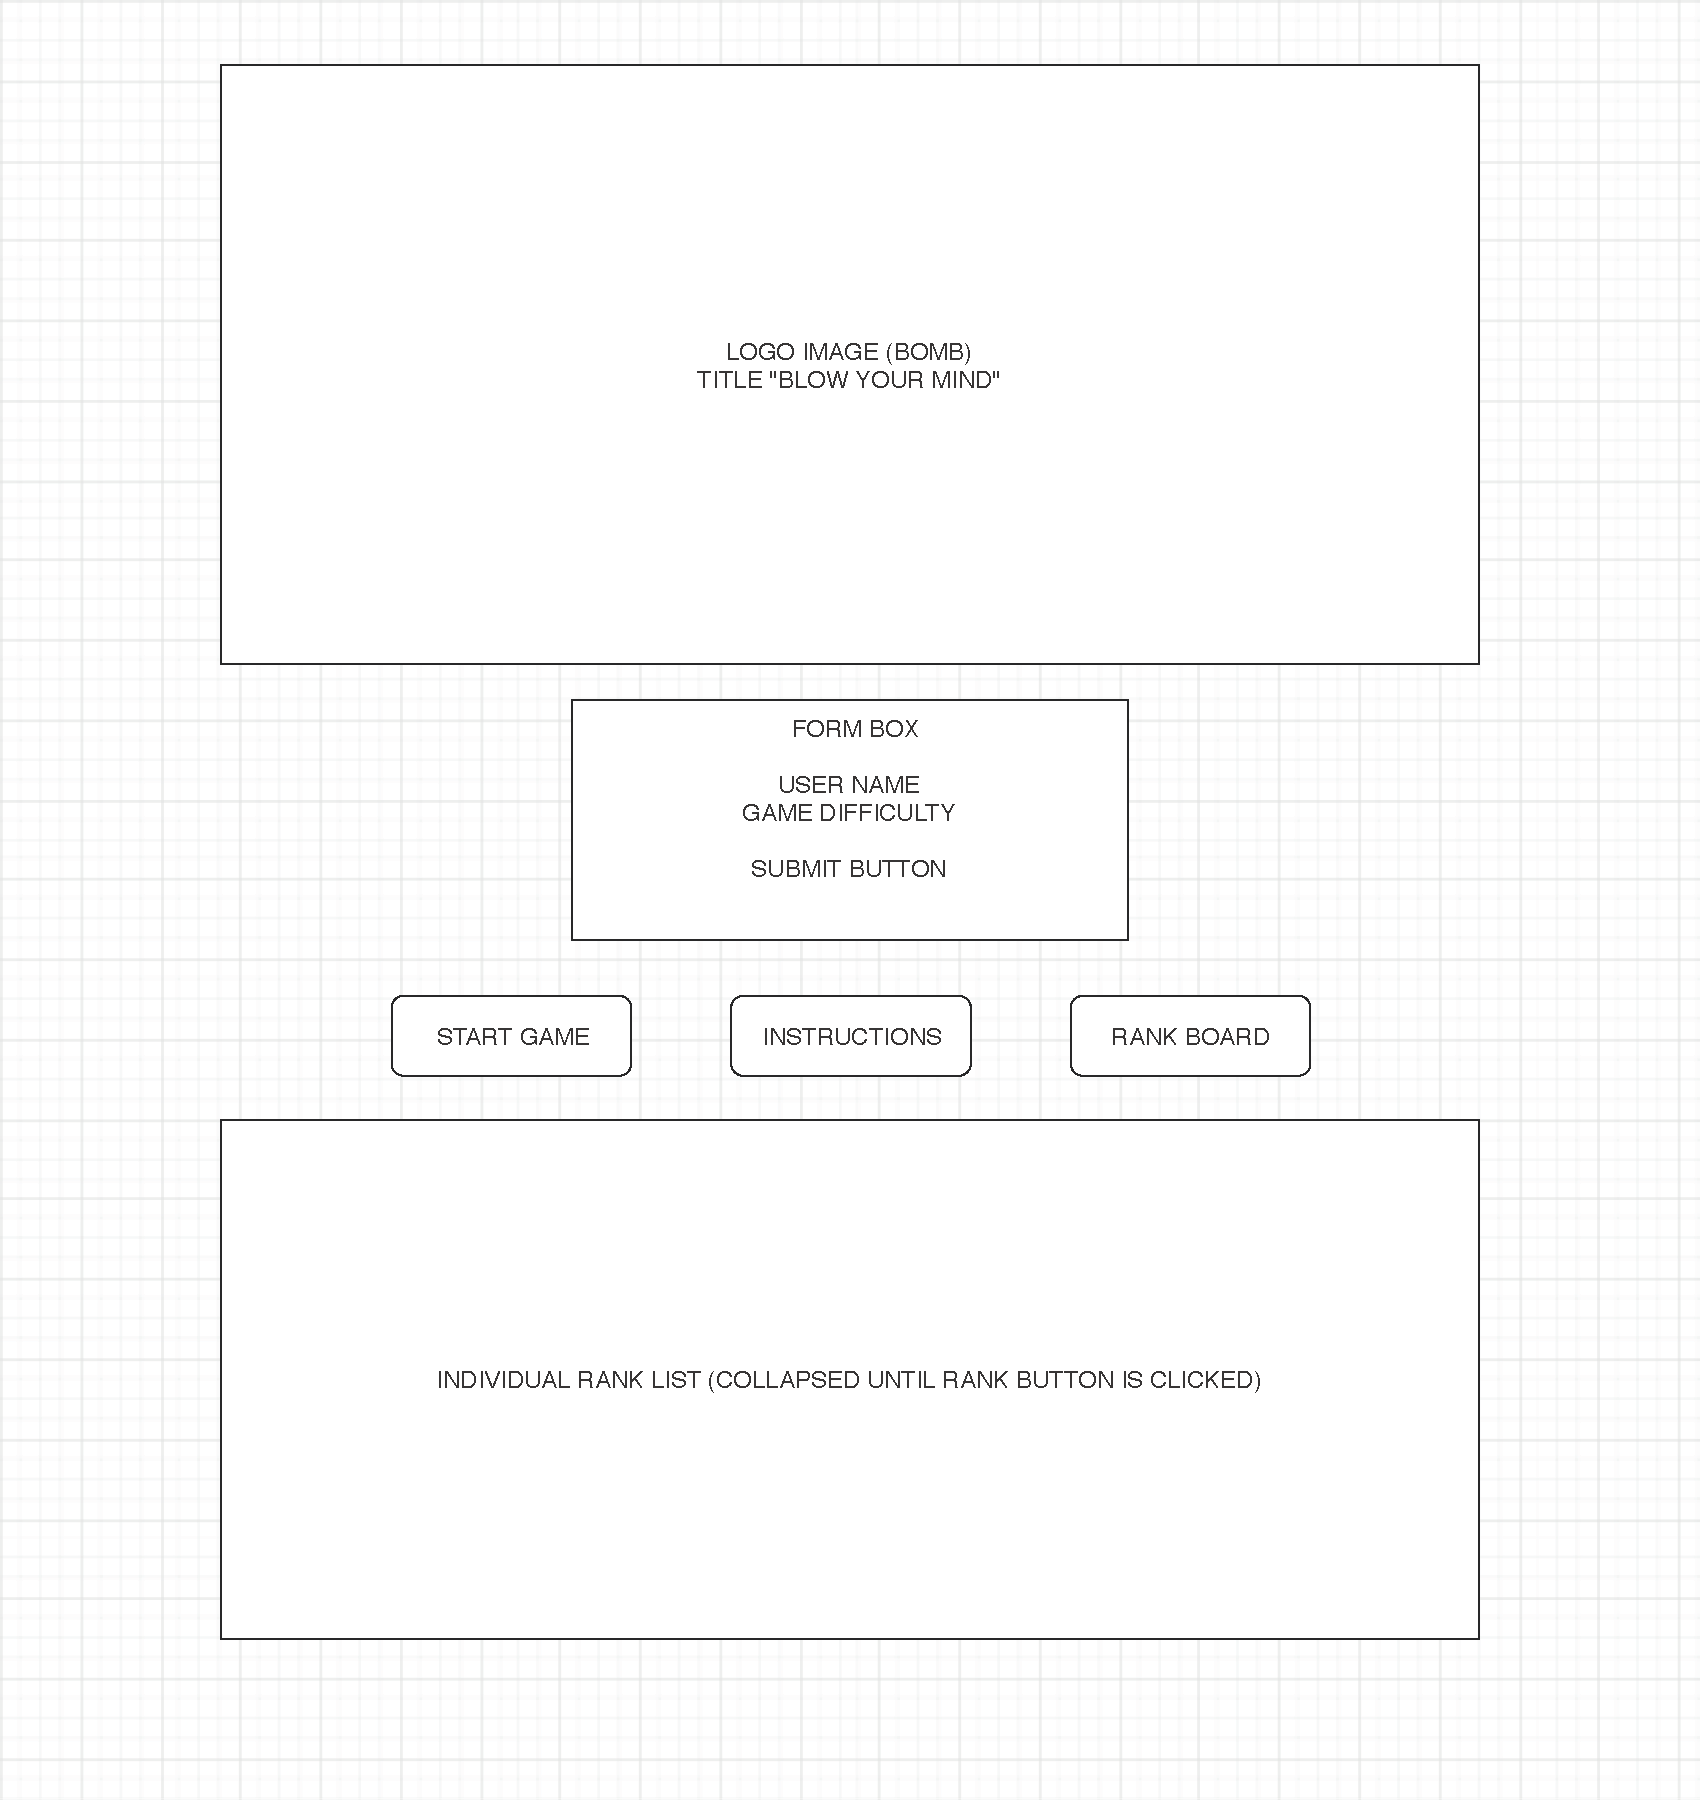 LOGO IMAGE (BOMB)
TITLE "BLOW YOUR MIND"
FORM BOX
USER NAME
GAME DIFFICULTY
SUBMIT BUTTON
START GAME
INSTRUCTIONS
RANK BOARD
INDIVIDUAL RANK LIST (COLLAPSED UNTIL RANK BUTTON IS CLICKED)